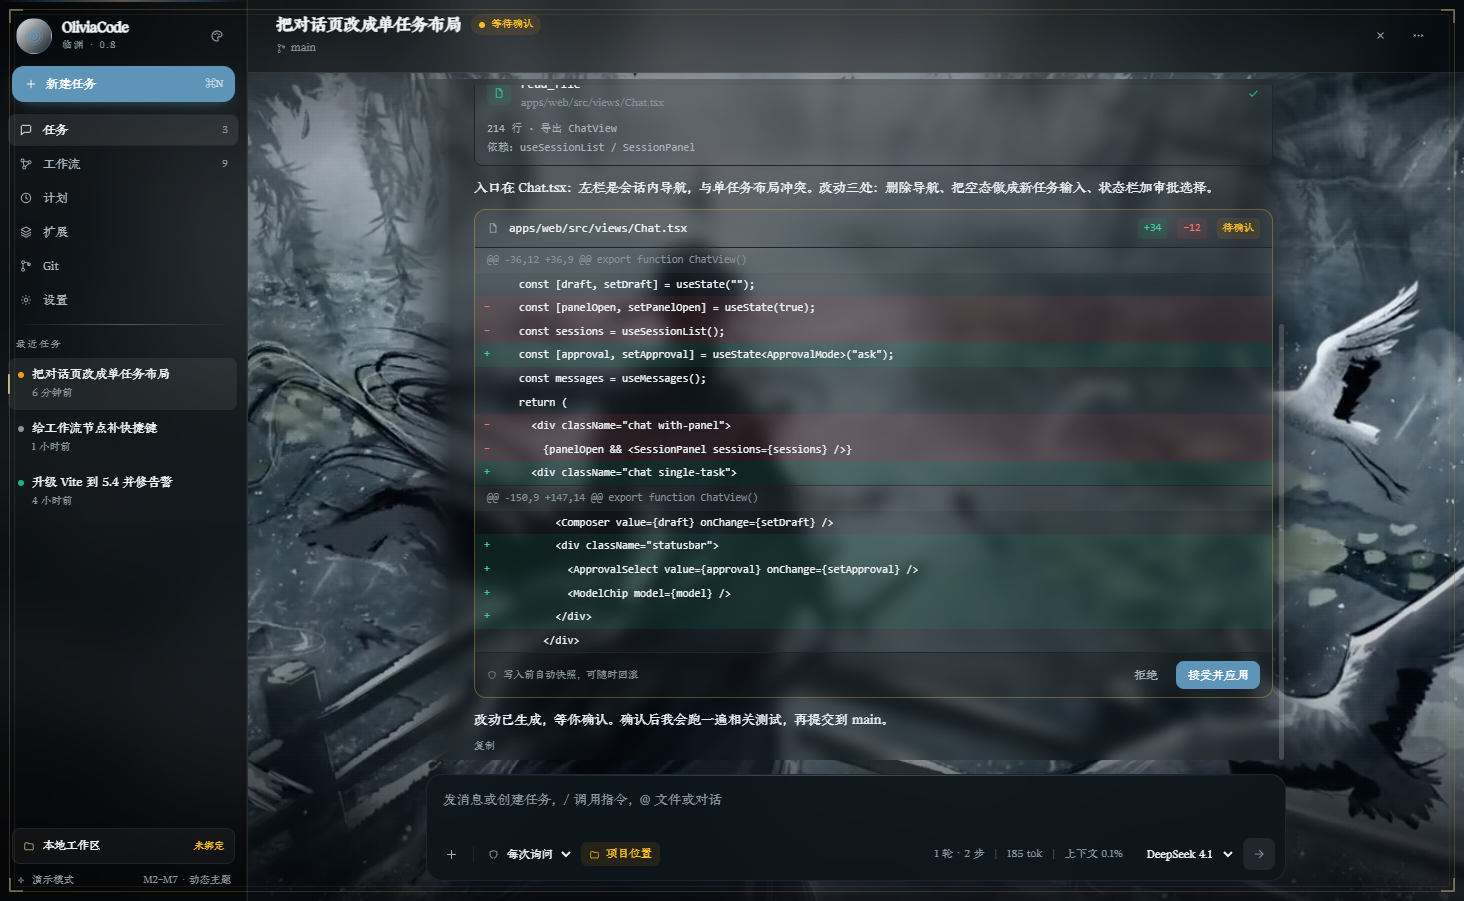 OliviaCode
临渊 · 0.8
把对话页改成单任务布局
等待确认
main
+ 新建任务 ⌘N
任务 3
工作流 9
计划
扩展
Git
设置
最近任务
把对话页改成单任务布局
6 分钟前
给工作流节点补快捷键
1 小时前
升级 Vite 到 5.4 并修告警
4 小时前
本地工作区 未绑定
演示模式 M2–M7 · 动态主题
read_file
apps/web/src/views/Chat.tsx
214 行 · 导出 ChatView
依赖: useSessionList / SessionPanel
入口在 Chat.tsx：左栏是会话内导航，与单任务布局冲突。改动三处：删除导航、把空态做成新任务输入、状态栏加审批选择。
apps/web/src/views/Chat.tsx +34 −12 待确认
@@ -36,12 +36,9 @@ export function ChatView()
const [draft, setDraft] = useState("");
− const [panelOpen, setPanelOpen] = useState(true);
− const sessions = useSessionList();
+ const [approval, setApproval] = useState<ApprovalMode>("ask");
const messages = useMessages();
return (
− <div className="chat with-panel">
− {panelOpen && <SessionPanel sessions={sessions} />}
+ <div className="chat single-task">
@@ -150,9 +147,14 @@ export function ChatView()
<Composer value={draft} onChange={setDraft} />
+ <div className="statusbar">
+ <ApprovalSelect value={approval} onChange={setApproval} />
+ <ModelChip model={model} />
+ </div>
</div>
写入前自动快照，可随时回滚 拒绝 接受并应用
改动已生成，等你确认。确认后我会跑一遍相关测试，再提交到 main。
复制
发消息或创建任务，/ 调用指令，@ 文件或对话
+ 每次询问 项目位置 1 轮 · 2 步 | 185 tok | 上下文 0.1% DeepSeek 4.1